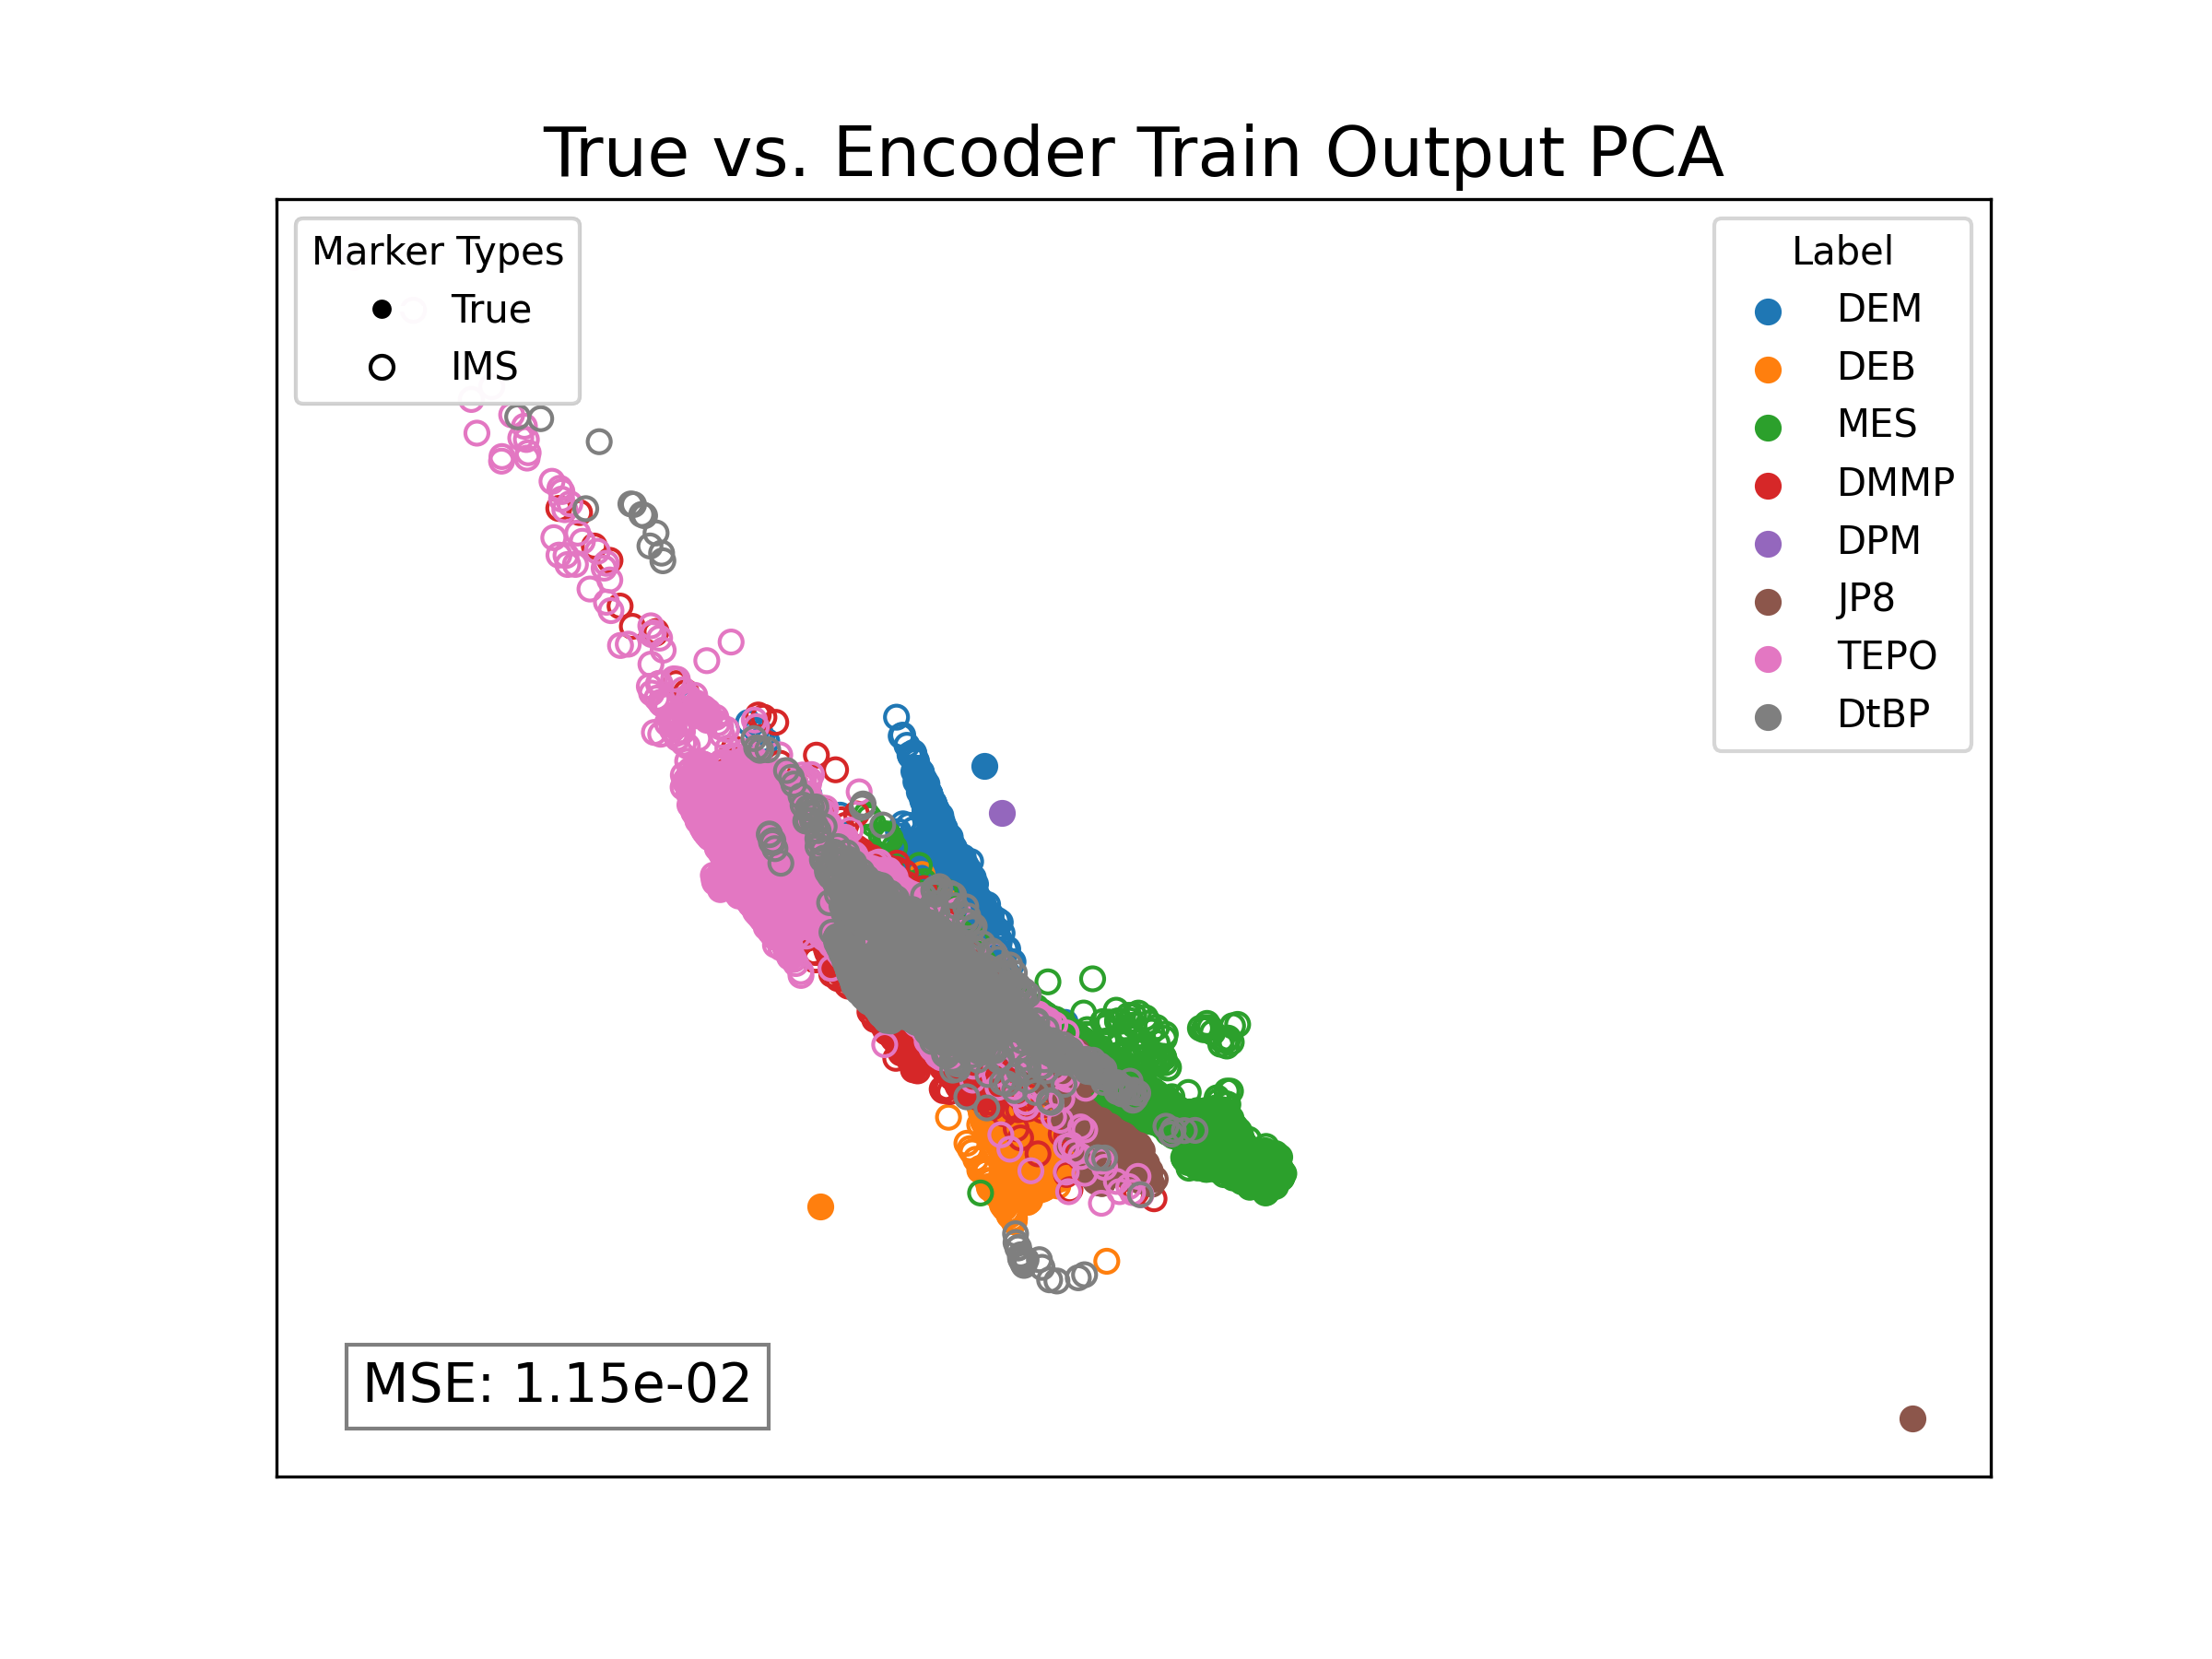 True vs. Encoder Train Output PCA
Marker Types
True
IMS
Label
DEM
DEB
MES
DMMP
DPM
JP8
TEPO
DtBP
MSE: 1.15e-02